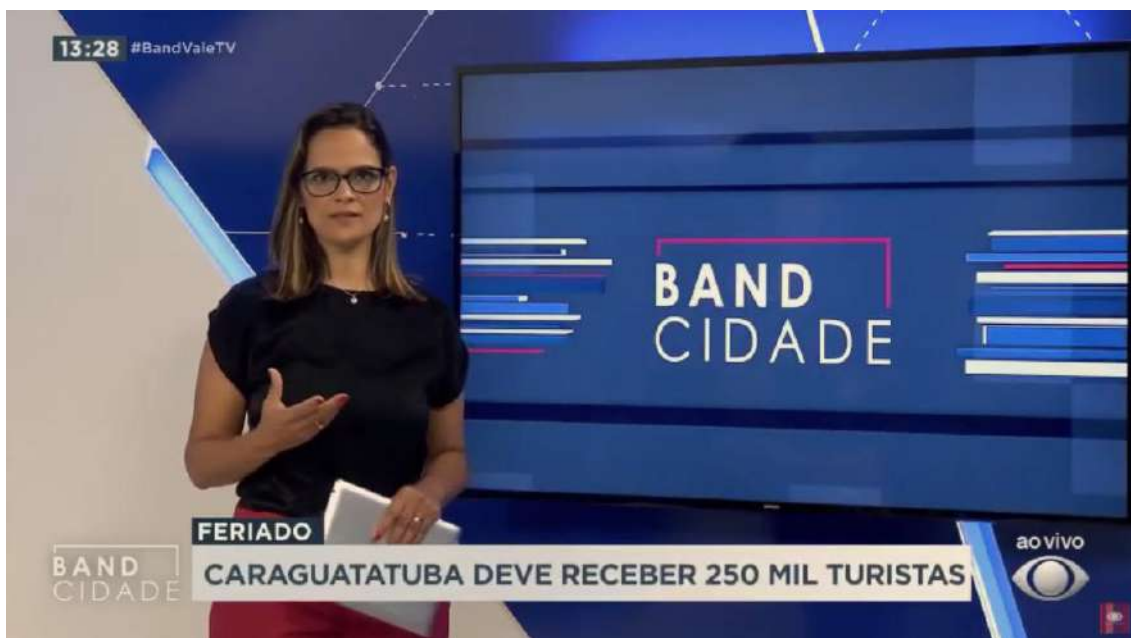 13:28 #BandValeTV
BAND
CIDADE
FERIADO
CARAGUATATUBA DEVE RECEBER 250 MIL TURISTAS
BAND
CIDADE
ao vivo